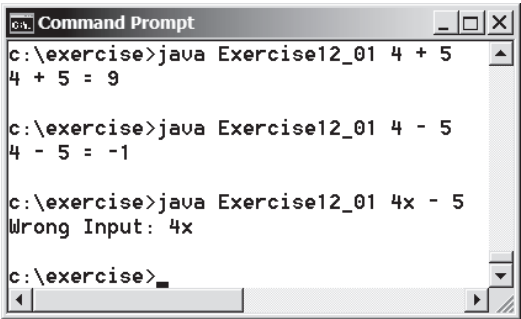 Command Prompt
c:\exercise>java Exercise12_01 4 + 5
4 + 5 = 9
c:\exercise>java Exercise12_01 4 - 5
4 - 5 = -1
c:\exercise>java Exercise12_01 4x - 5
Wrong Input: 4x
c:\exercise>_